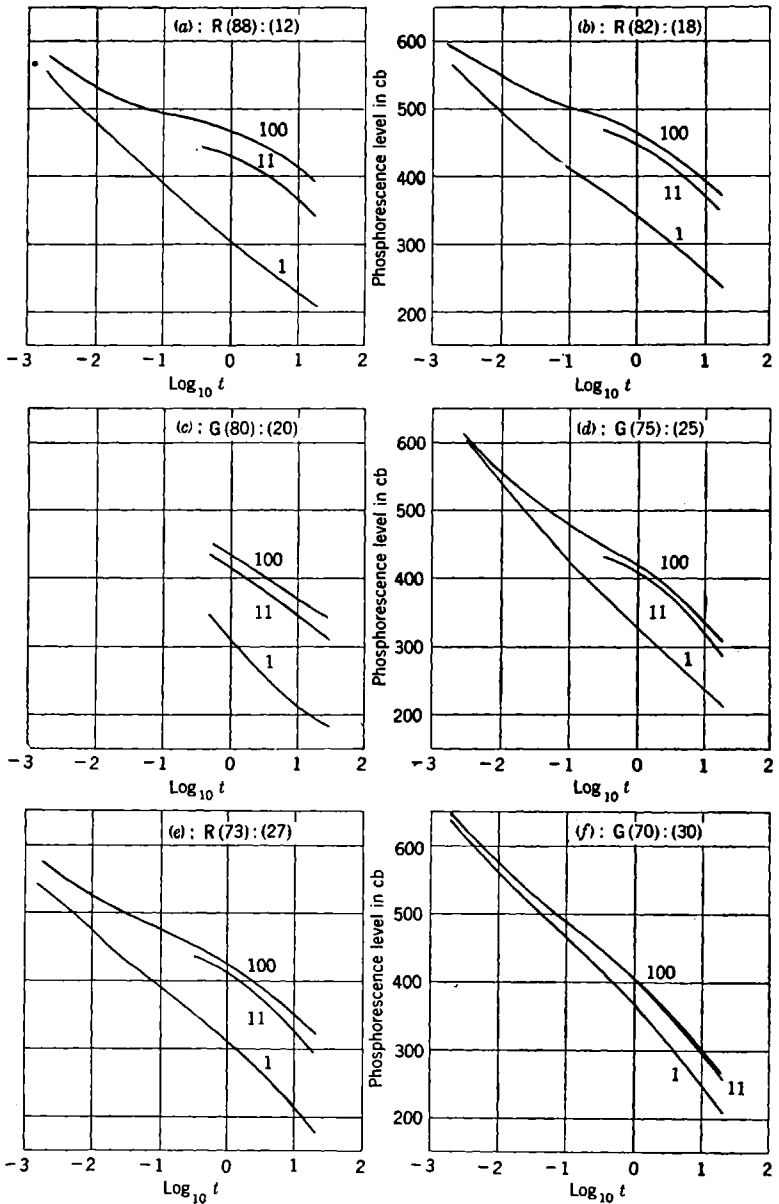 (a): R(88):(12)
100
11
1
−3 −2 −1 0 1 2
Log10 t
(b): R(82):(18)
Phosphorescence level in cb
600
500
400
300
200
100
11
1
−3 −2 −1 0 1 2
Log10 t
(c): G(80):(20)
100
11
1
−3 −2 −1 0 1 2
Log10 t
(d): G(75):(25)
Phosphorescence level in cb
600
500
400
300
200
100
11
1
−3 −2 −1 0 1 2
Log10 t
(e): R(73):(27)
100
11
1
−3 −2 −1 0 1 2
Log10 t
(f): G(70):(30)
Phosphorescence level in cb
600
500
400
300
200
100
1
11
−3 −2 −1 0 1 2
Log10 t